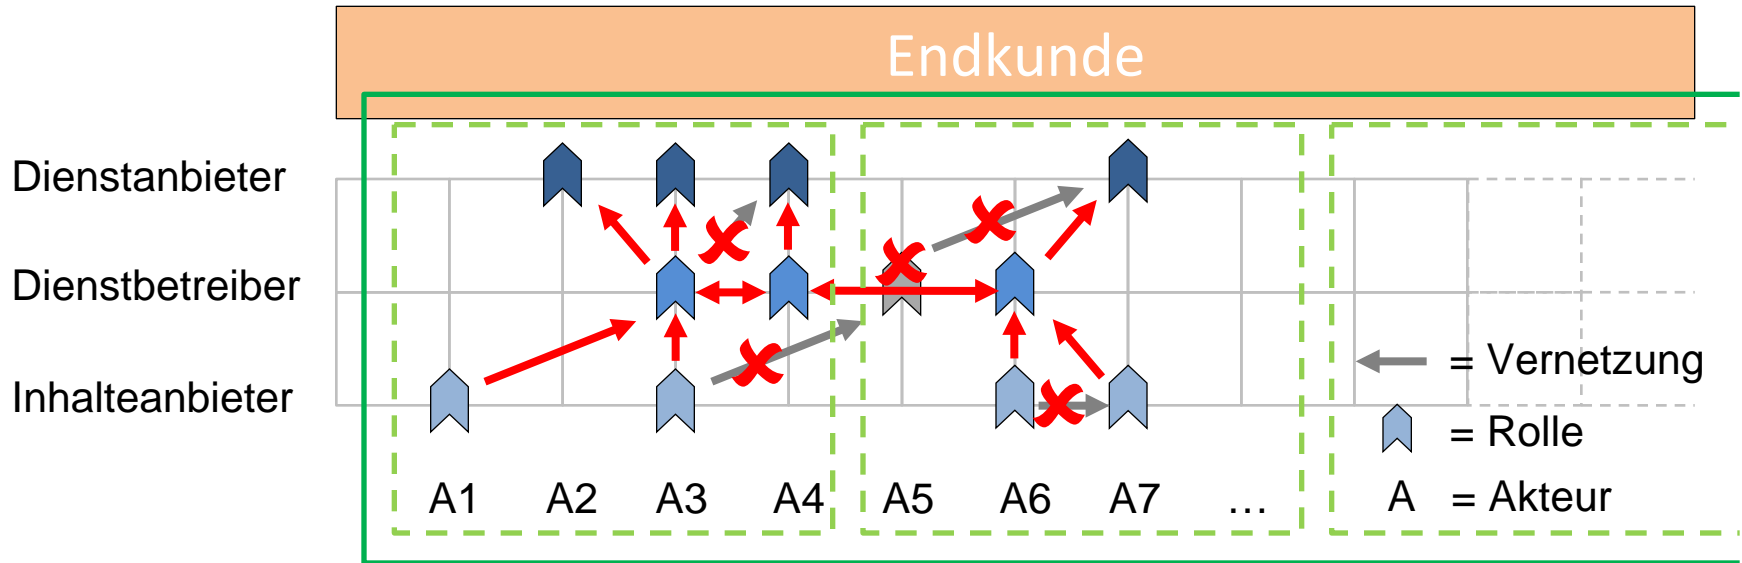 Endkunde
Dienstanbieter
Dienstbetreiber
Inhalteanbieter
= Vernetzung
= Rolle
A1 A2 A3 A4 A5 A6 A7 … A = Akteur